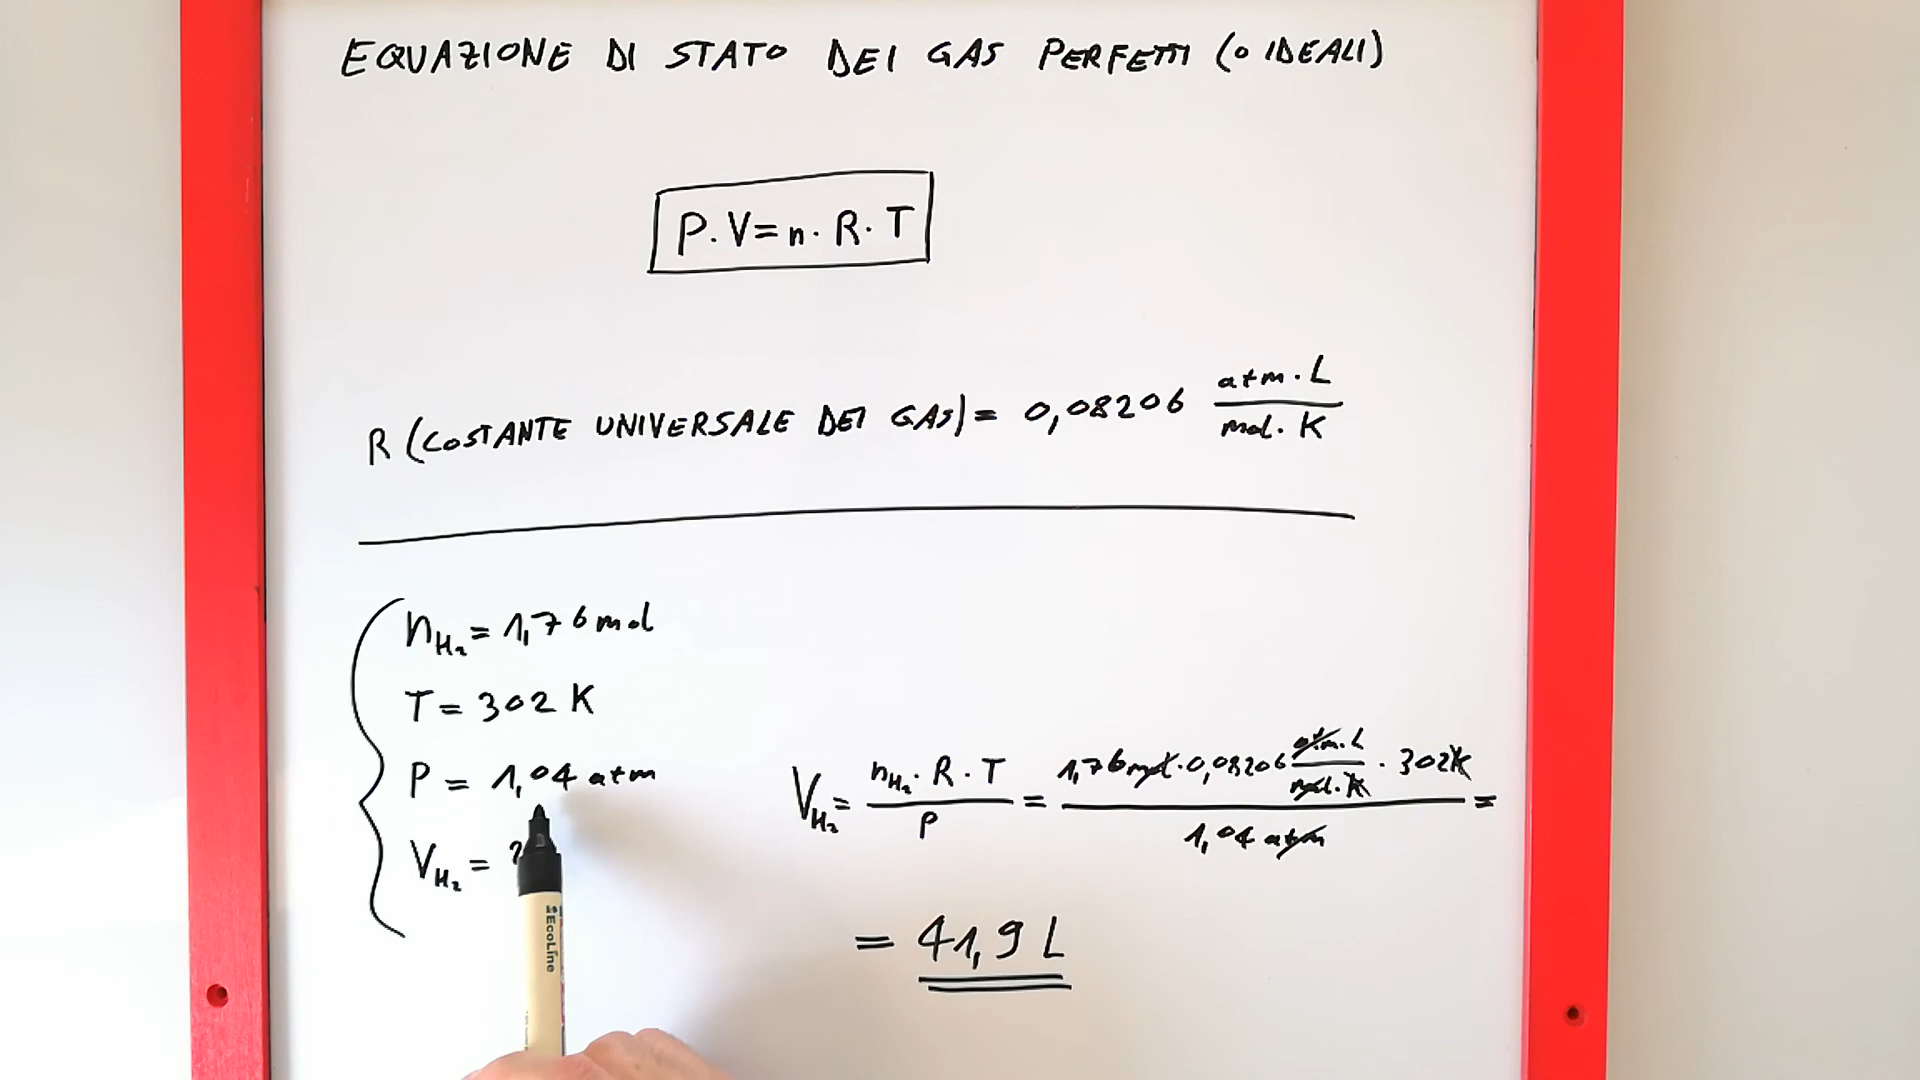 EQUAZIONE DI STATO DEI GAS PERFETTI (O IDEALI)
P·V=n·R·T
R (COSTANTE UNIVERSALE DEI GAS) = 0,08206 atm·L / mol·K
nH₂ = 1,76 mol
T = 302 K
P = 1,04 atm
VH₂ = ?
VH₂ = nH₂·R·T / P = 1,76 mol·0,08206 atm·L / mol·K · 302K / 1,04 atm =
= 41,9 L
EcoLine